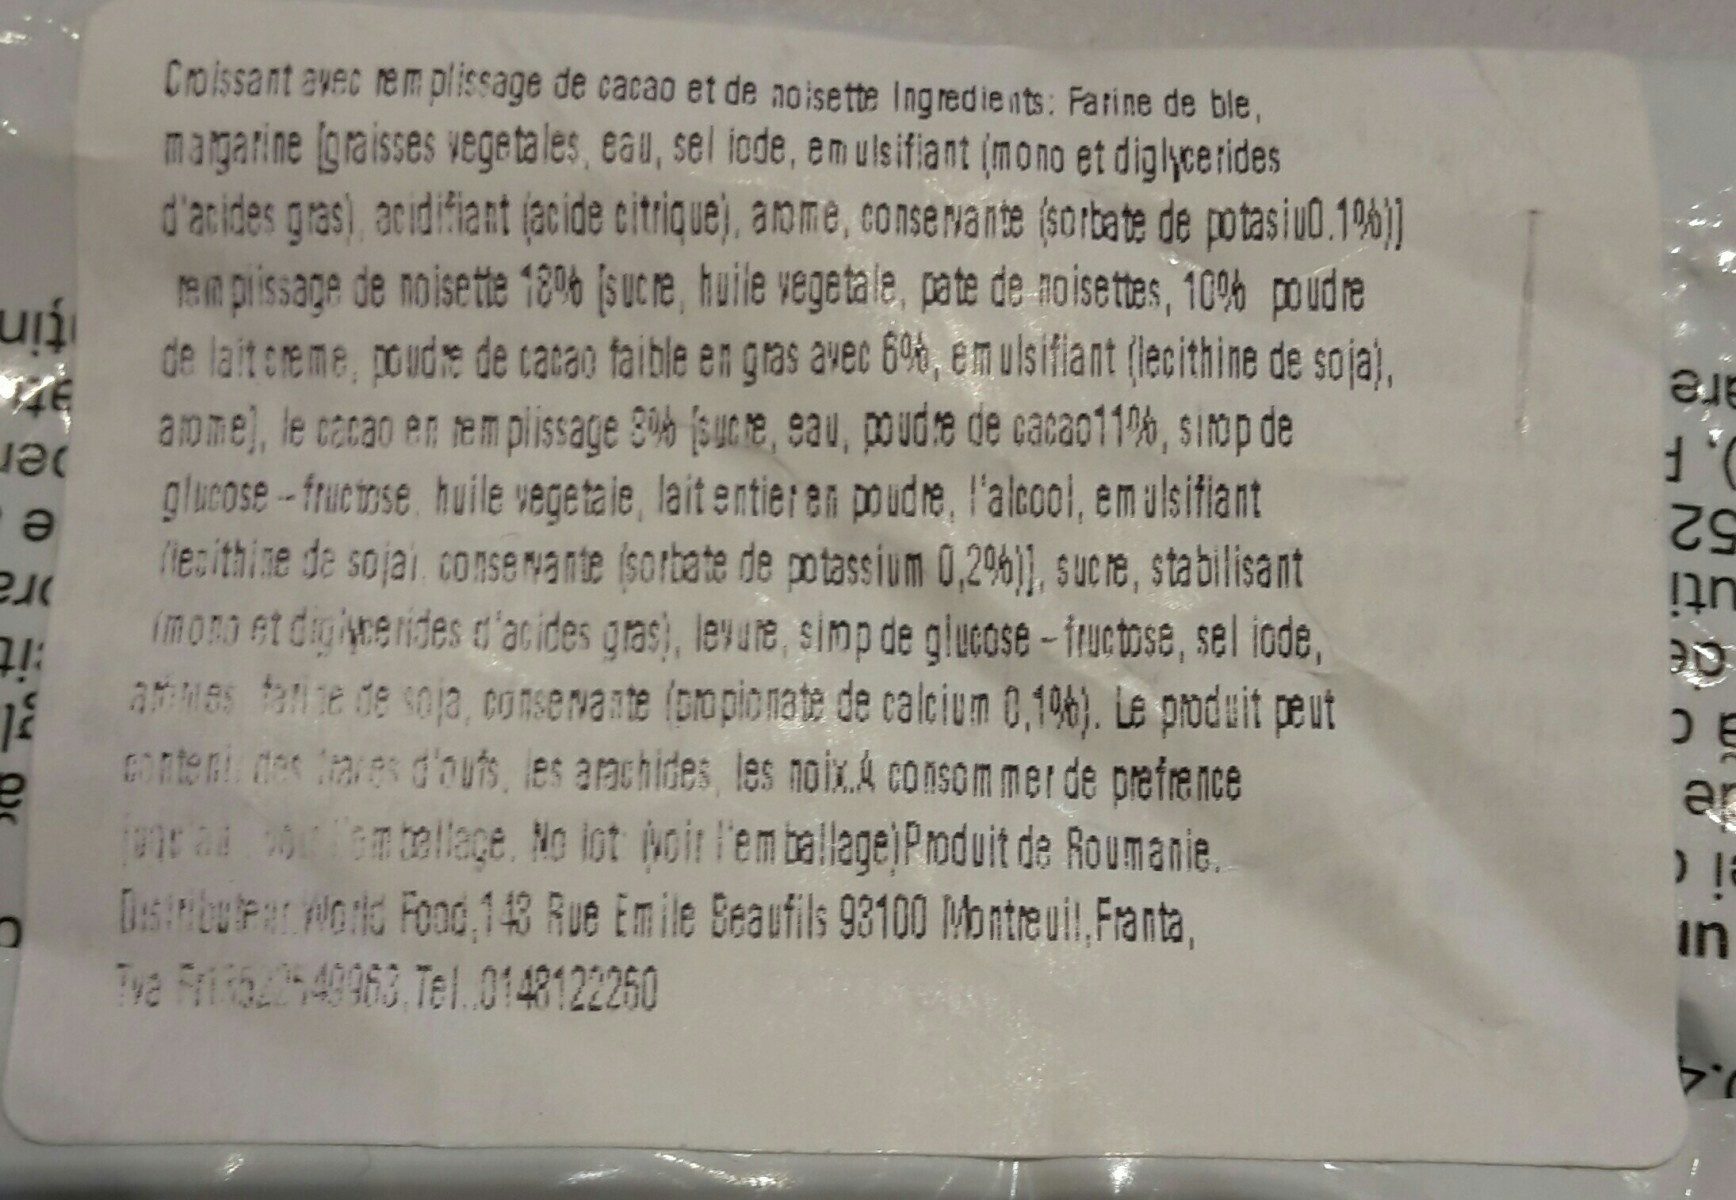 Croissant avec remplissage de cacao et de noisette Ingredients: Farine de ble,
margarine [graisses vegetales, eau, sel iode, emulsifiant (mono et diglycerides
d'acides gras), acidifiant (acide citrique), arome, conservante (sorbate de potasiu0.1%)]
remplissage de noisette 18% [sucre, huile vegetale, pate de noisettes, 10% poudre
de lait creme, poudre de cacao faible en gras avec 6%, emulsifiant (lecithine de soja),
arome], le cacao en remplissage 8% [sucre, eau, poudre de cacao11%, sirop de
glucose - fructose, huile vegetale, lait entier en poudre, l'alcool, emulsifiant
(lecithine de soja), conservante (sorbate de potassium 0,2%)], sucre, stabilisant
(mono et diglycerides d'acides gras), levure, sirop de glucose - fructose, sel iode,
aromes, farine de soja, conservante (propionate de calcium 0,1%). Le produit peut
contenir des traces d'oufs, les arachides, les noix.A consommer de prefrence
l'emballage. No lot: (voir l'emballage)Produit de Roumanie.
Distributeur World Food,143 Rue Emile Beaufils 93100 Montreuil,Franta,
Tva Tel.:0148122260